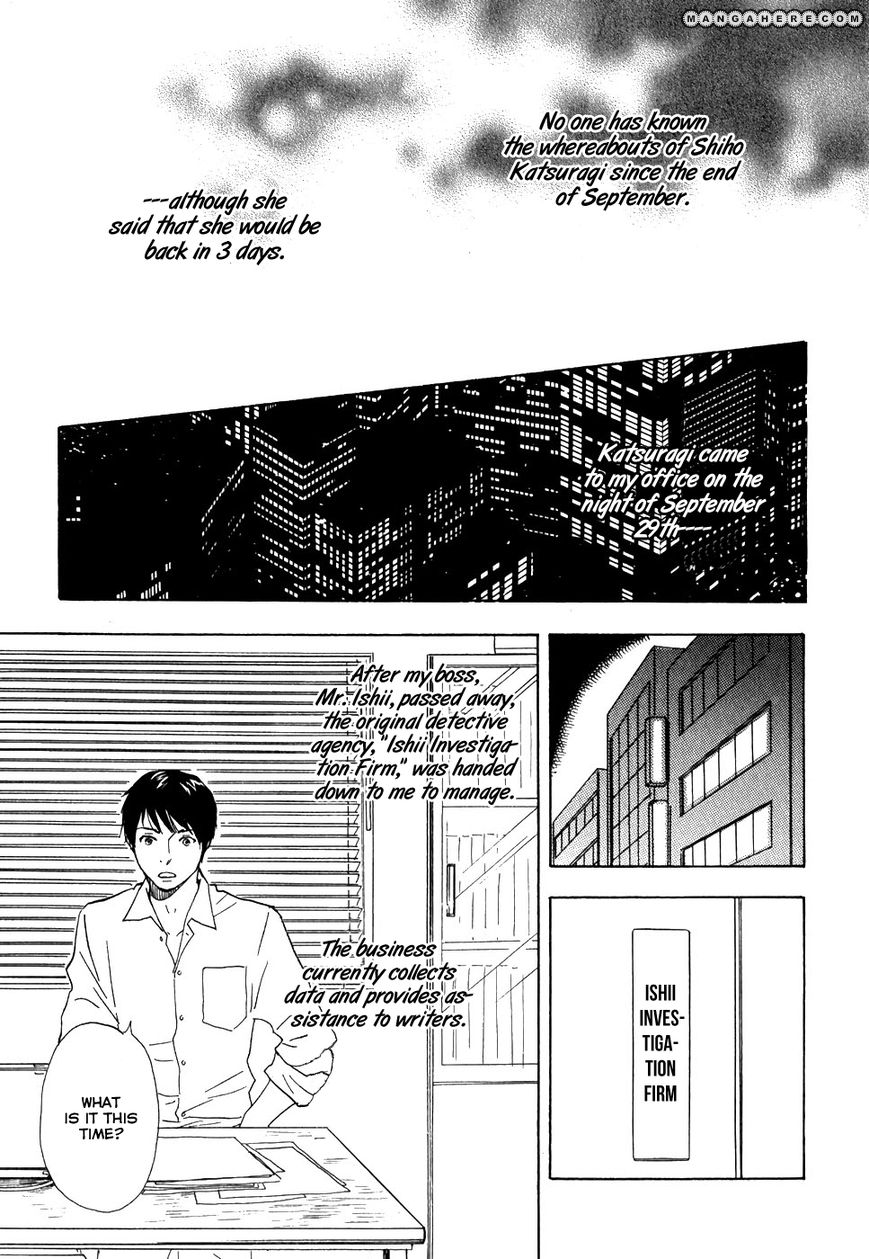 MANGAHERE.COM
No one has known
the whereabouts of Shiho
Katsuragi since the end
of September.
---although she
said that she would be
back in 3 days.
Katsuragi came
to my office on the
night of September
29th----
ISHII
INVES-
TIGA-
TION
FIRM
After my boss,
Mr. Ishii, passed away,
the original detective
agency, "Ishii Investiga-
tion Firm," was handed
down to me to manage.
The business
currently collects
data and provides as-
sistance to writers.
WHAT
IS IT THIS
TIME?